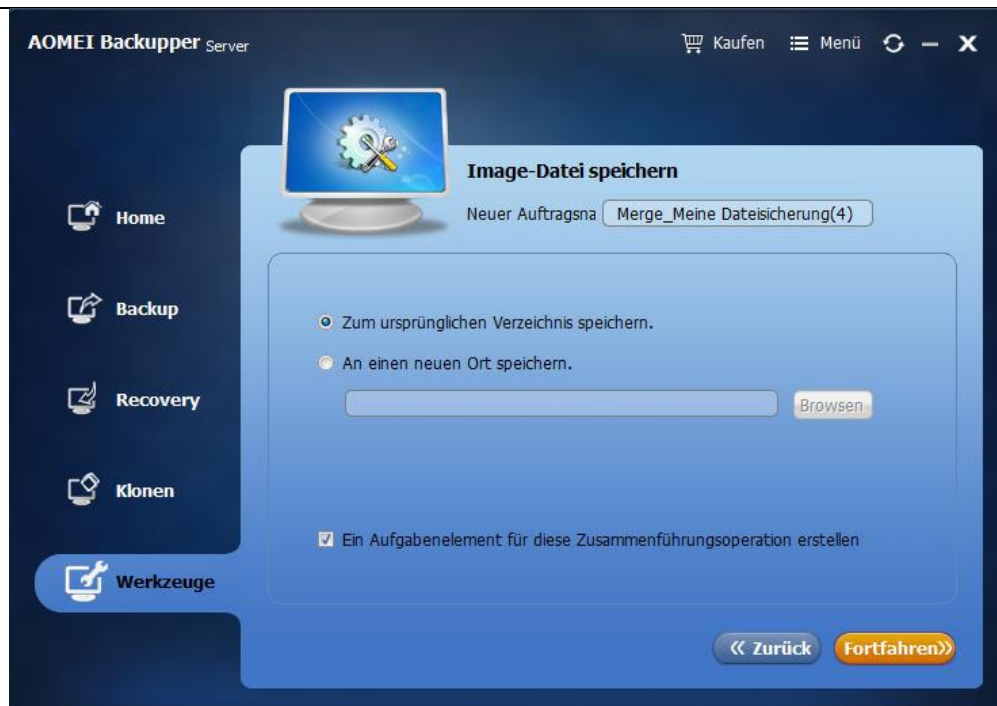 AOMEI Backupper Server
Kaufen Menü
Image-Datei speichern
Neuer Auftragsna Merge_Meine Dateisicherung(4)
Home
Backup
Recovery
Klonen
Werkzeuge
Zum ursprünglichen Verzeichnis speichern.
An einen neuen Ort speichern.
Browsen
Ein Aufgabenelement für diese Zusammenführungsoperation erstellen
« Zurück Fortfahren»